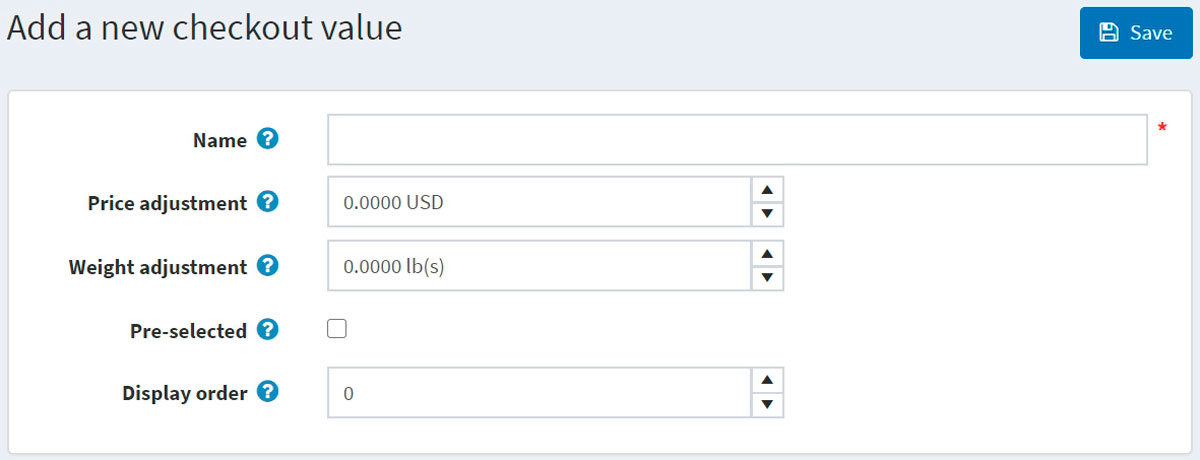 Add a new checkout value
Save
Name ? *
Price adjustment ? 0.0000 USD
Weight adjustment ? 0.0000 lb(s)
Pre-selected ?
Display order ? 0